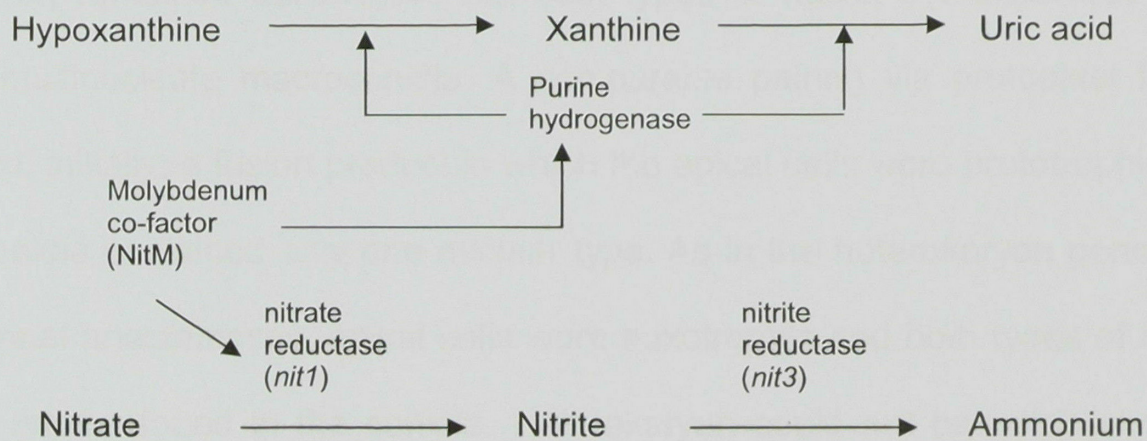 Hypoxanthine Xanthine Uric acid
Purine
hydrogenase
Molybdenum
co-factor
(NitM)
nitrate
reductase
(nit1)
nitrite
reductase
(nit3)
Nitrate Nitrite Ammonium